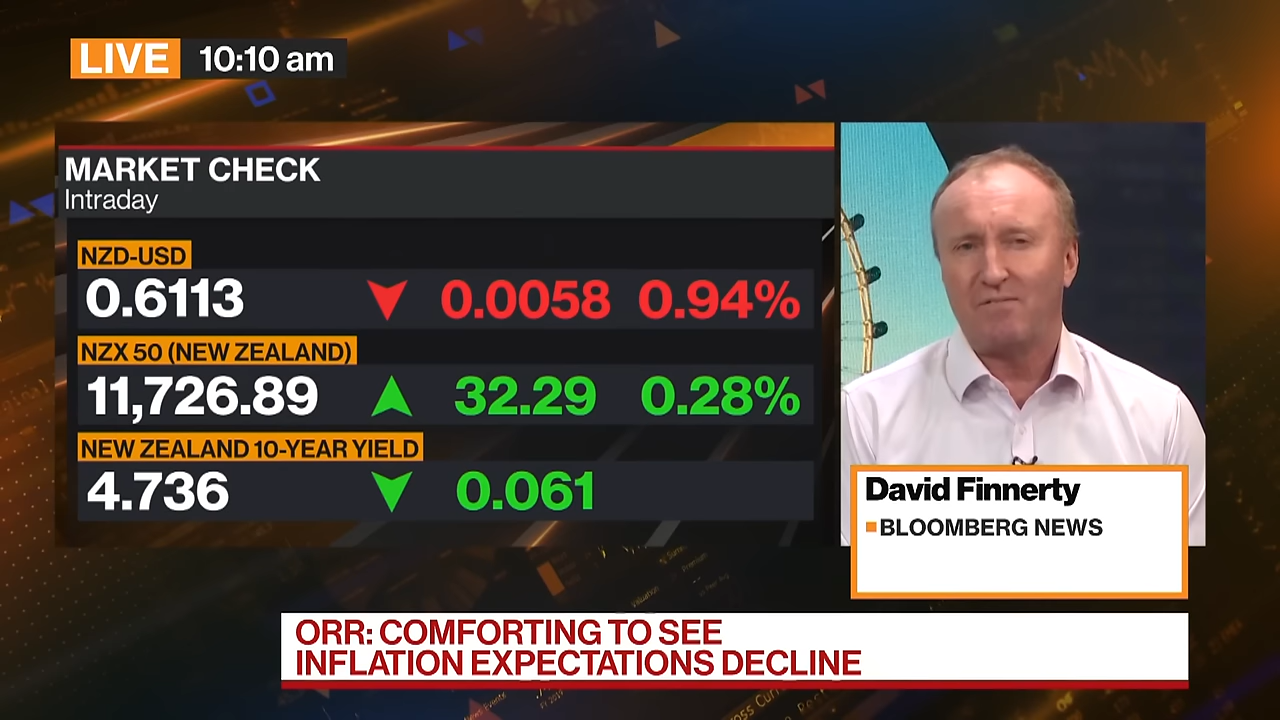 LIVE 10:10 am
MARKET CHECK
Intraday
NZD-USD
0.6113 ▼ 0.0058 0.94%
NZX 50 (NEW ZEALAND)
11,726.89 ▲ 32.29 0.28%
NEW ZEALAND 10-YEAR YIELD
4.736 ▼ 0.061
David Finnerty
BLOOMBERG NEWS
ORR: COMFORTING TO SEE
INFLATION EXPECTATIONS DECLINE